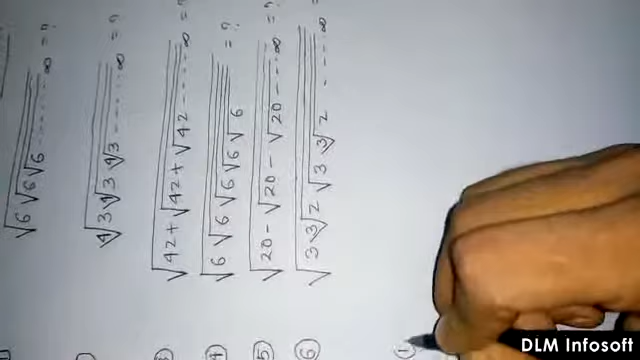 √6√6√6 ------ ∞ = ?
∜3∜3∜3 ------ ∞ = ?
③ √42+√42+√42 ----- ∞ = ?
④ √6√6√6√6√6 = ?
⑤ √20-√20-√20 --- ∞ = ?
⑥ √3∛2√3∛2 - - - - ∞ =
①
DLM Infosoft